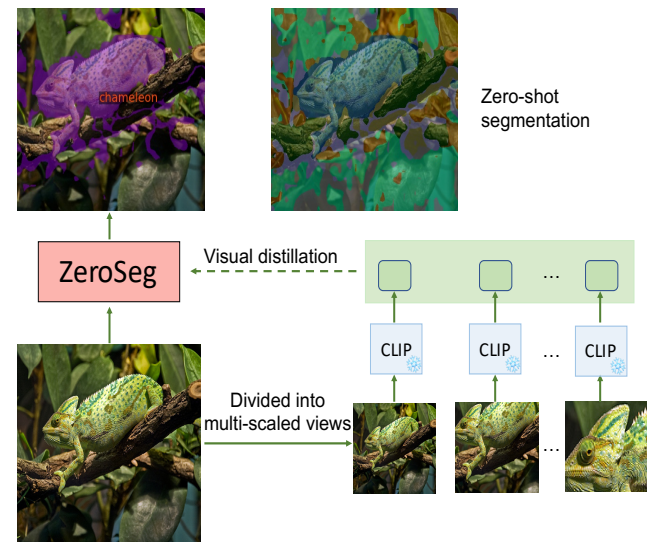 chameleon
Zero-shot
segmentation
ZeroSeg
Visual distillation
...
CLIP
CLIP
...
CLIP
Divided into
multi-scaled views
...